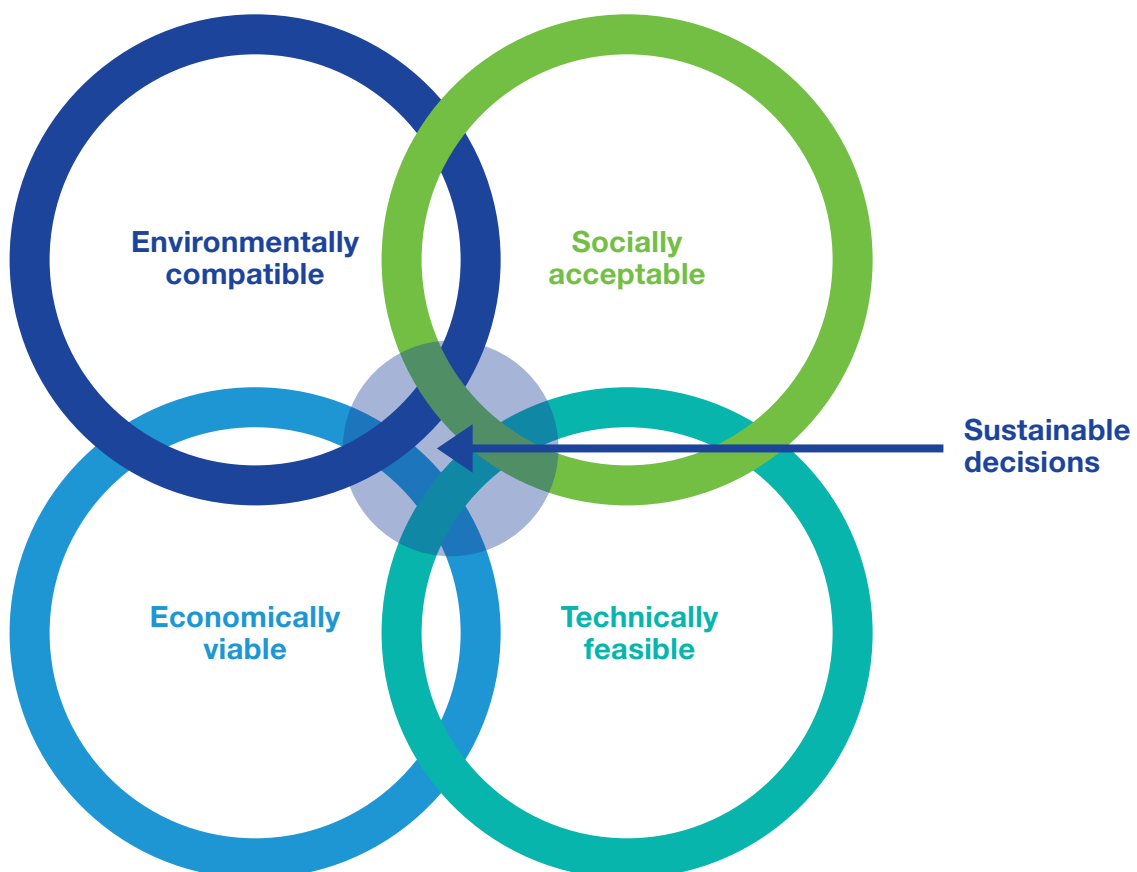 Environmentally
compatible
Socially
acceptable
Sustainable
decisions
Economically
viable
Technically
feasible